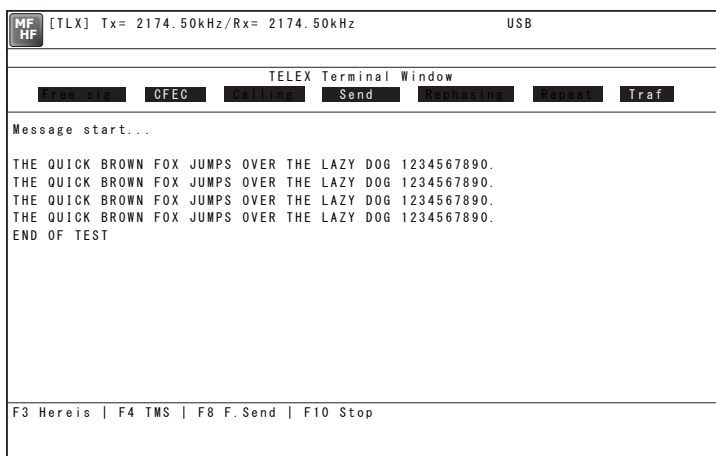 MF
HF
[TLX] Tx= 2174.50kHz/Rx= 2174.50kHz USB
TELEX Terminal Window
Free sig. CFEC Calling Send Rephasing Repeat Traf
Message start...
THE QUICK BROWN FOX JUMPS OVER THE LAZY DOG 1234567890.
THE QUICK BROWN FOX JUMPS OVER THE LAZY DOG 1234567890.
THE QUICK BROWN FOX JUMPS OVER THE LAZY DOG 1234567890.
THE QUICK BROWN FOX JUMPS OVER THE LAZY DOG 1234567890.
END OF TEST
F3 Hereis | F4 TMS | F8 F.Send | F10 Stop